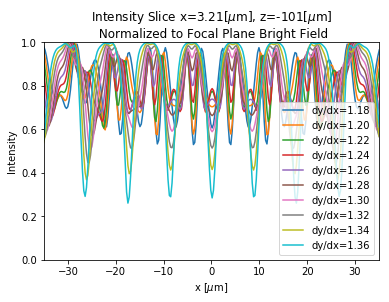 Intensity Slice x=3.21[μm], z=-101[μm]
Normalized to Focal Plane Bright Field
1.0
0.8
0.6
0.4
0.2
0.0
Intensity
−30 −20 −10 0 10 20 30
x [μm]
dy/dx=1.18
dy/dx=1.20
dy/dx=1.22
dy/dx=1.24
dy/dx=1.26
dy/dx=1.28
dy/dx=1.30
dy/dx=1.32
dy/dx=1.34
dy/dx=1.36